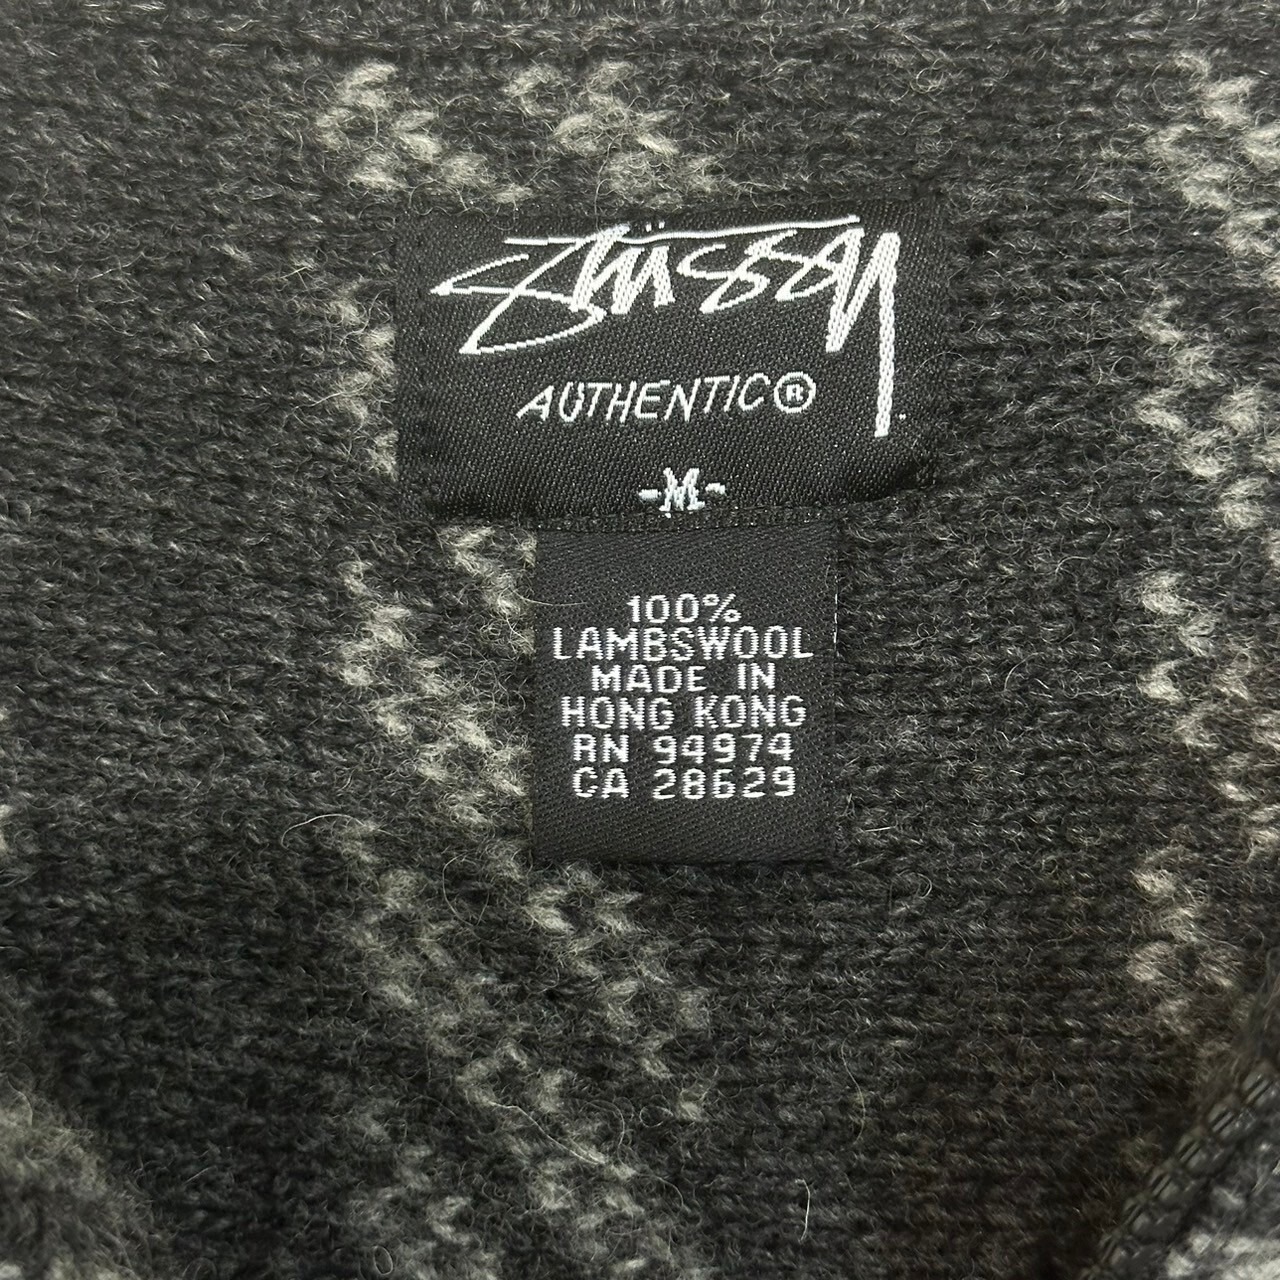 Stüssy
AUTHENTIC®
-M-
100%
LAMBSWOOL
MADE IN
HONG KONG
RN 94974
CA 28629